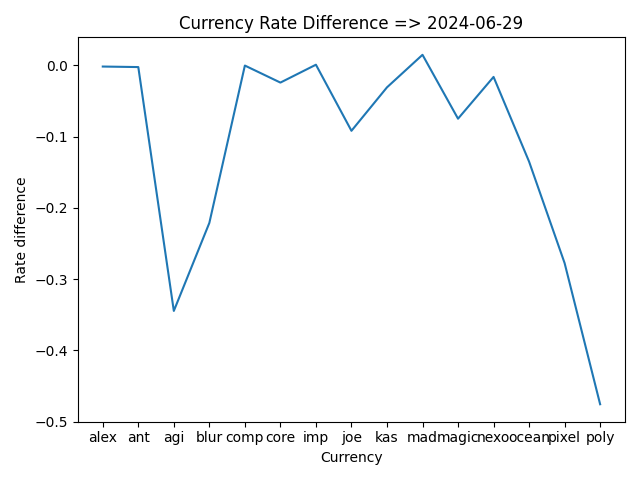 Currency Rate Difference => 2024-06-29
Rate difference
0.0
−0.1
−0.2
−0.3
−0.4
−0.5
alex ant agi blur comp core imp joe kas mad magic nexo ocean pixel poly
Currency